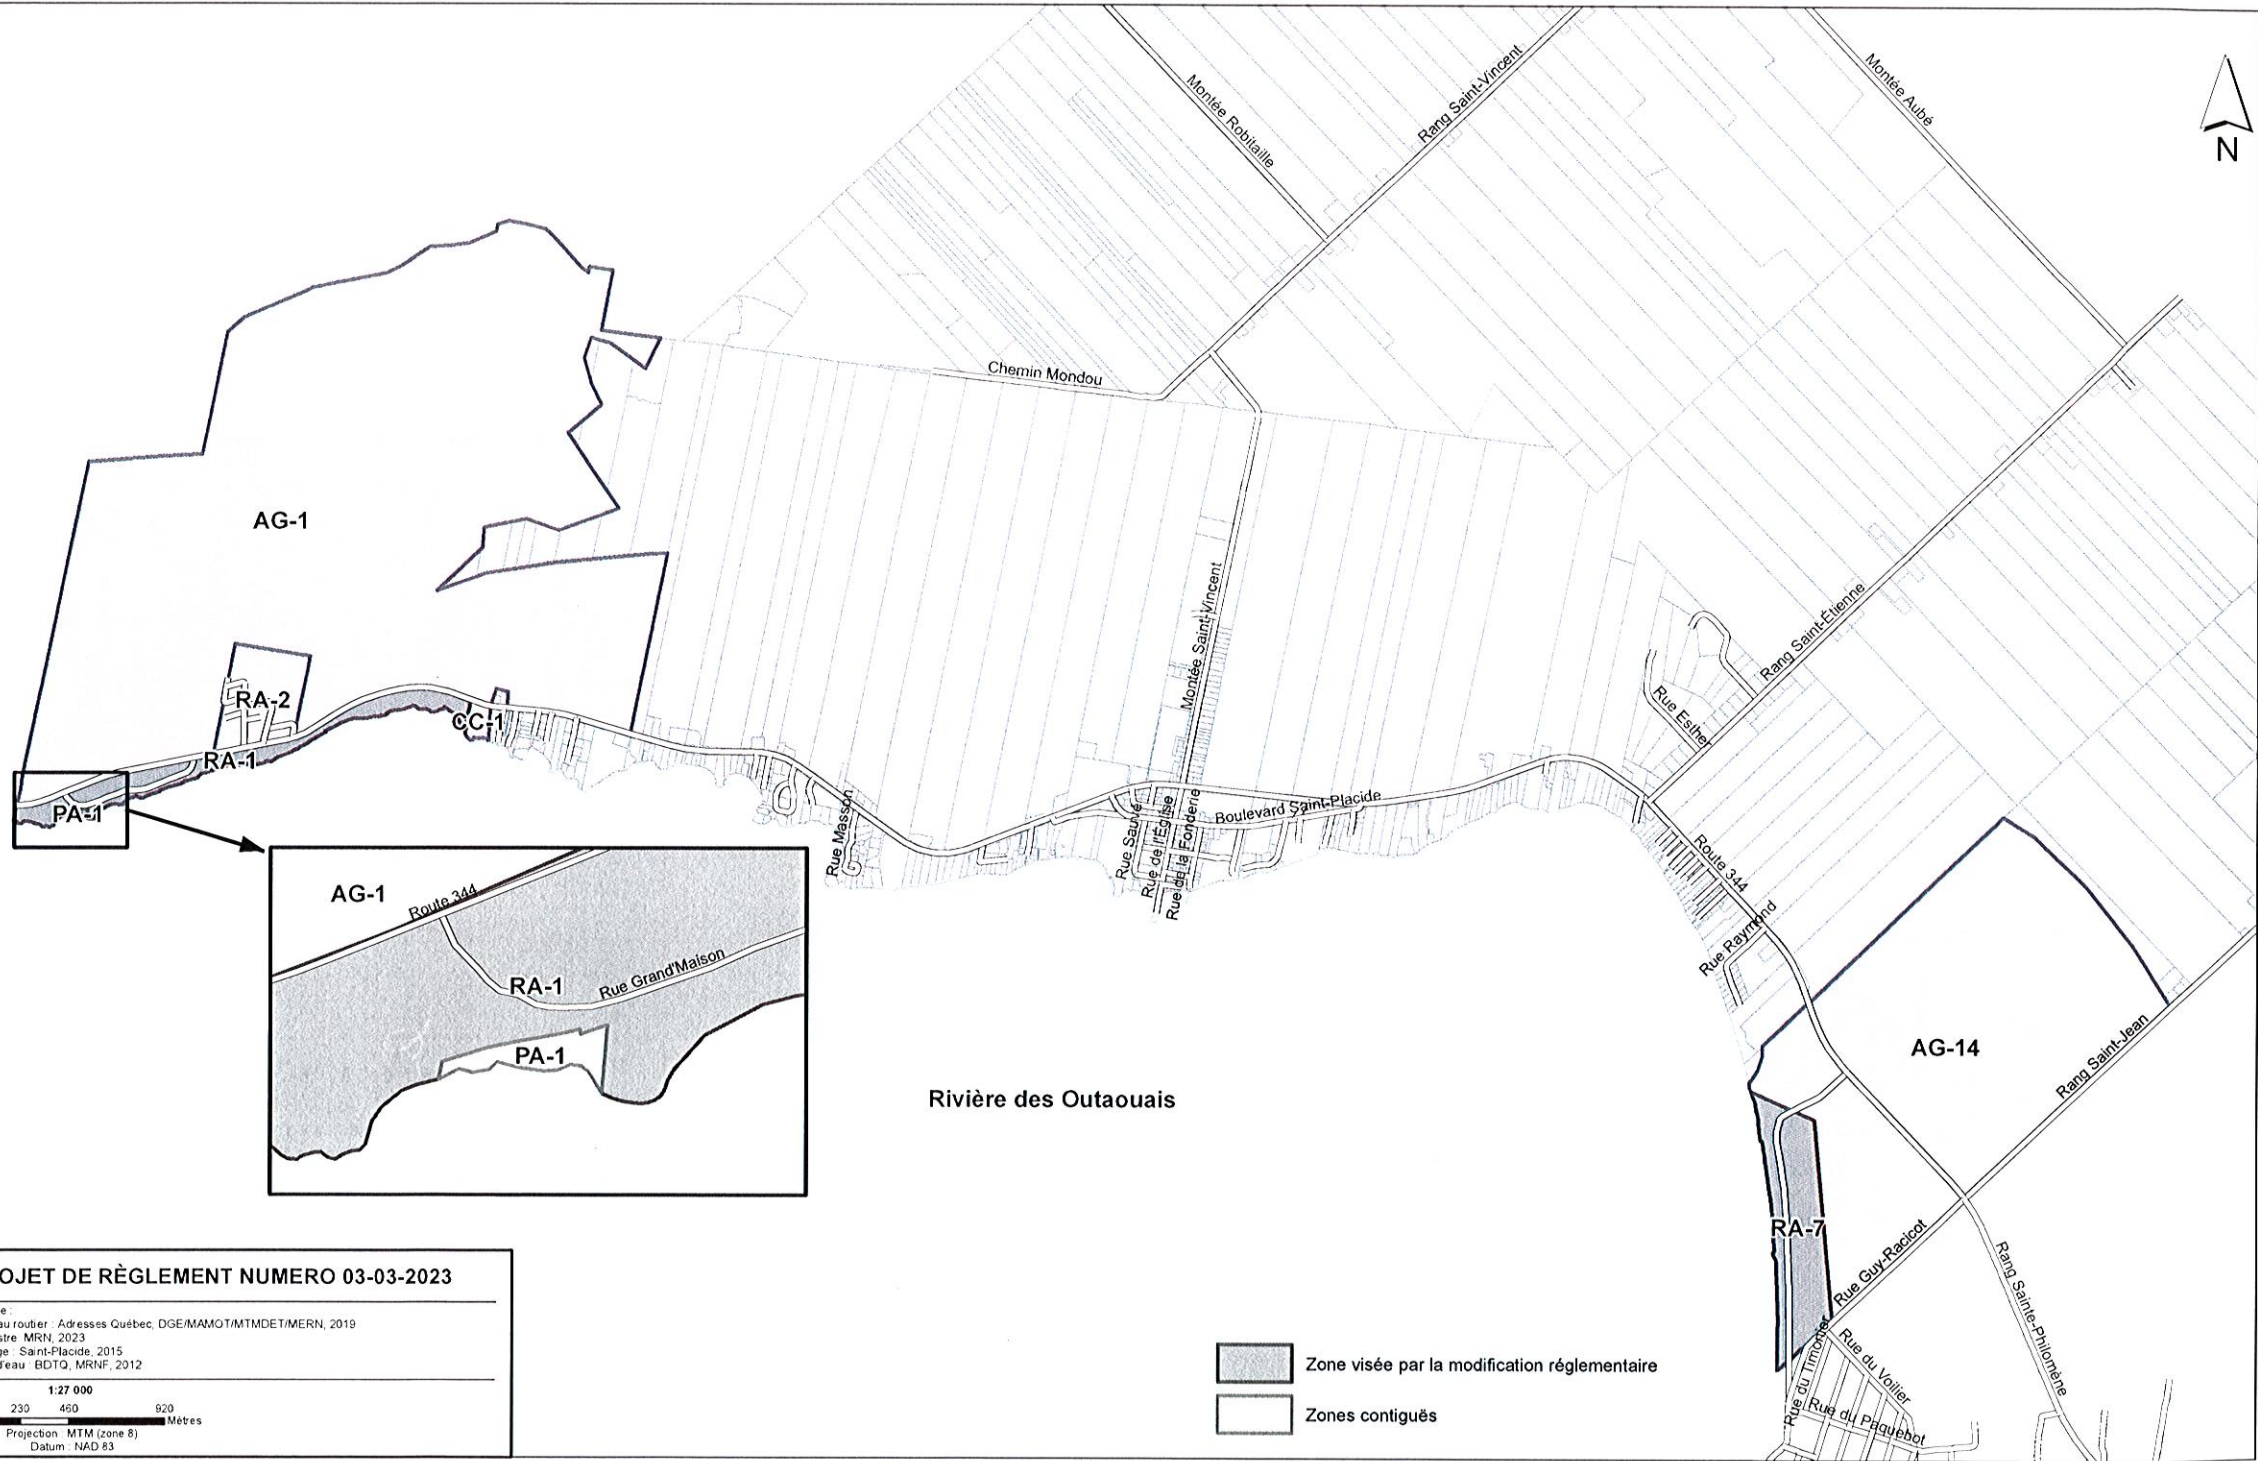 Montée Robitaille
Rang Saint-Vincent
Montée Aubé
N
Chemin Mondou
AG-1
Montée Saint-Vincent
Rang Saint-Étienne
Rue Esther
RA-2
CC-1
RA-1
PA-1
Rue Masson
Rue Sauvé
Rue de l'Église
Rue de la Fonderie
Boulevard Saint-Placide
Route 344
Rue Raymond
AG-1
Route 344
RA-1
Rue Grand'Maison
PA-1
Rivière des Outaouais
AG-14
Rang Saint-Jean
RA-7
Rue Guy-Racicot
Rang Sainte-Philomène
Rue du Timonier
Rue du Voilier
Rue du Paquebot
OJET DE RÈGLEMENT NUMERO 03-03-2023
e :
au routier : Adresses Québec, DGE/MAMOT/MTMDET/MERN, 2019
stre MRN, 2023
ge : Saint-Placide, 2015
d'eau : BDTQ, MRNF, 2012
1:27 000
230 460 920
Mètres
Projection : MTM (zone 8)
Datum : NAD 83
Zone visée par la modification réglementaire
Zones contiguës